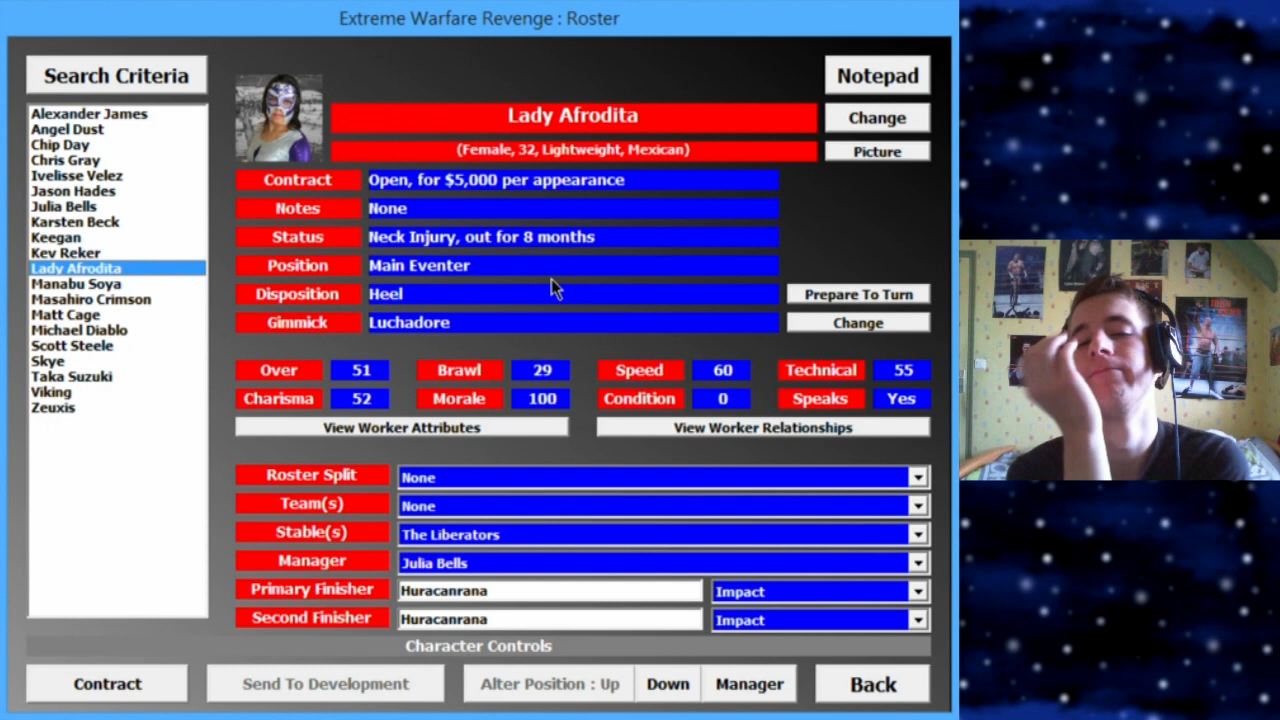 Extreme Warfare Revenge : Roster
Search Criteria
Notepad
Alexander James
Angel Dust
Chip Day
Chris Gray
Ivelisse Velez
Jason Hades
Julia Bells
Karsten Beck
Keegan
Kev Reker
Lady Afrodita
Manabu Soya
Masahiro Crimson
Matt Cage
Michael Diablo
Scott Steele
Skye
Taka Suzuki
Viking
Zeuxis
Lady Afrodita
Change
(Female, 32, Lightweight, Mexican)
Picture
Contract Open, for $5,000 per appearance
Notes None
Status Neck Injury, out for 8 months
Position Main Eventer
Disposition Heel Prepare To Turn
Gimmick Luchadore Change
Over 51 Brawl 29 Speed 60 Technical 55
Charisma 52 Morale 100 Condition 0 Speaks Yes
View Worker Attributes View Worker Relationships
Roster Split None
Team(s) None
Stable(s) The Liberators
Manager Julia Bells
Primary Finisher Huracanrana Impact
Second Finisher Huracanrana Impact
Character Controls
Contract Send To Development Alter Position : Up Down Manager Back